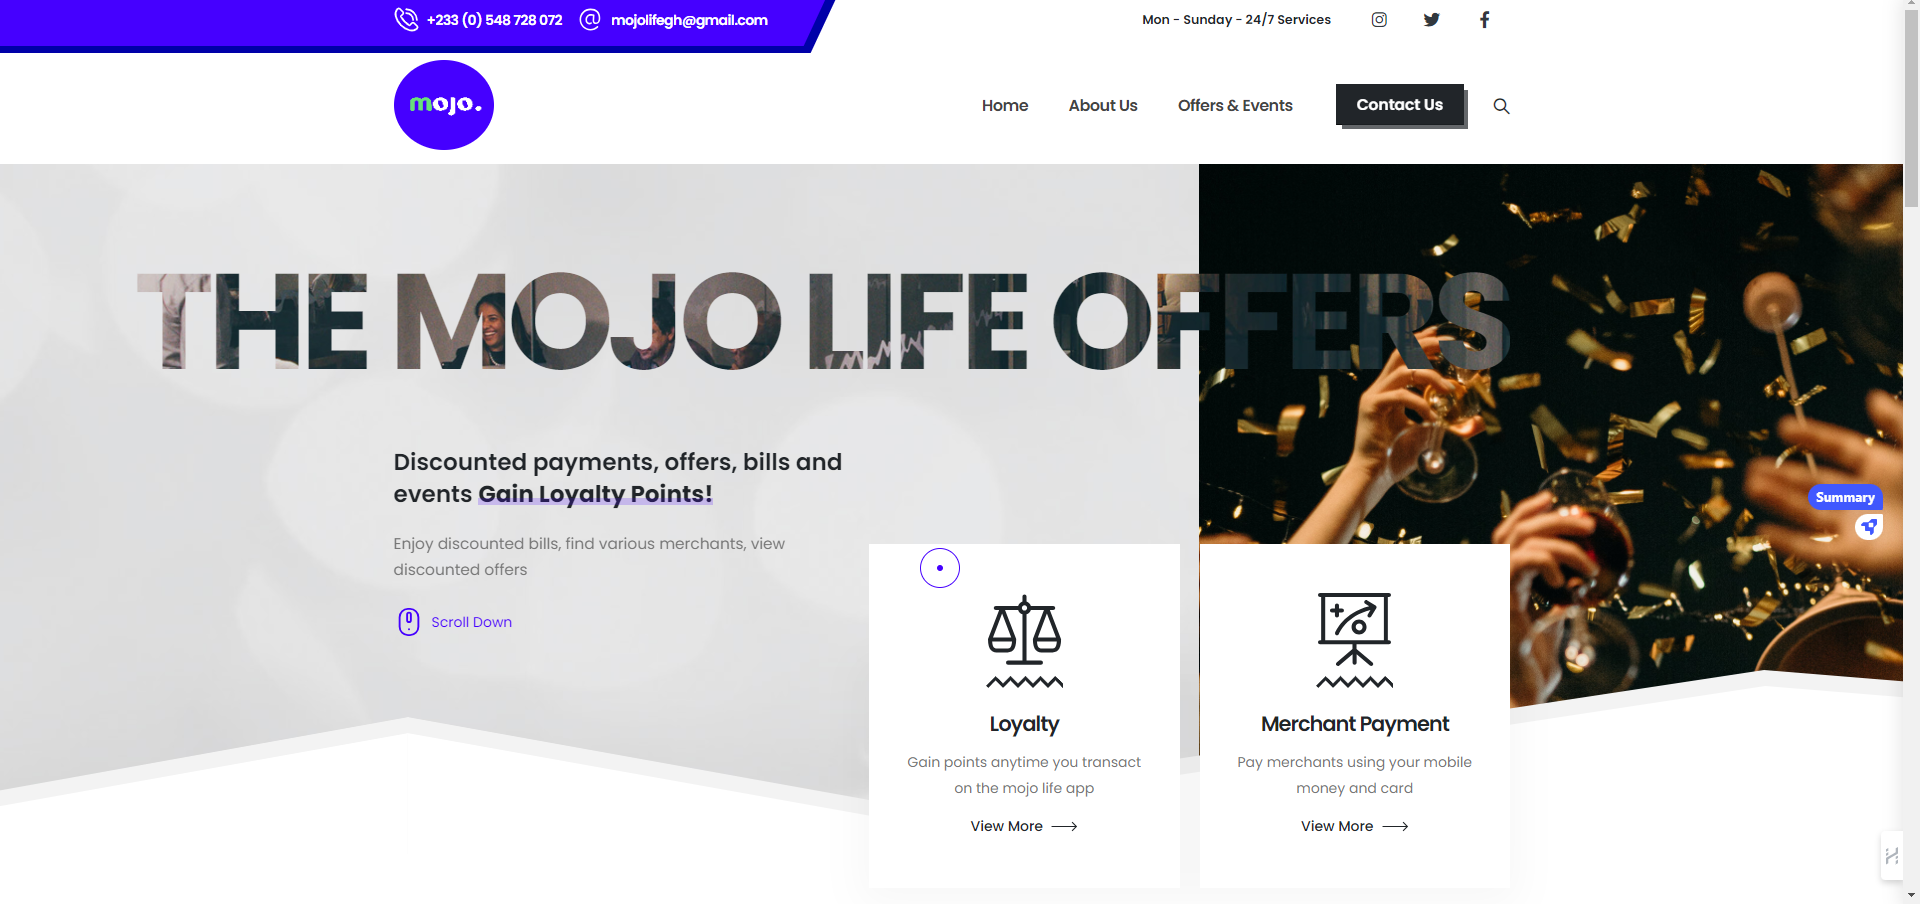 +233 (0) 548 728 072 mojolifegh@gmail.com Mon - Sunday - 24/7 Services
mojo.
Home About Us Offers & Events Contact Us
THE MOJO LIFE OFFERS
Discounted payments, offers, bills and
events Gain Loyalty Points!
Enjoy discounted bills, find various merchants, view
discounted offers
Scroll Down
Summary
Loyalty
Gain points anytime you transact
on the mojo life app
View More
Merchant Payment
Pay merchants using your mobile
money and card
View More